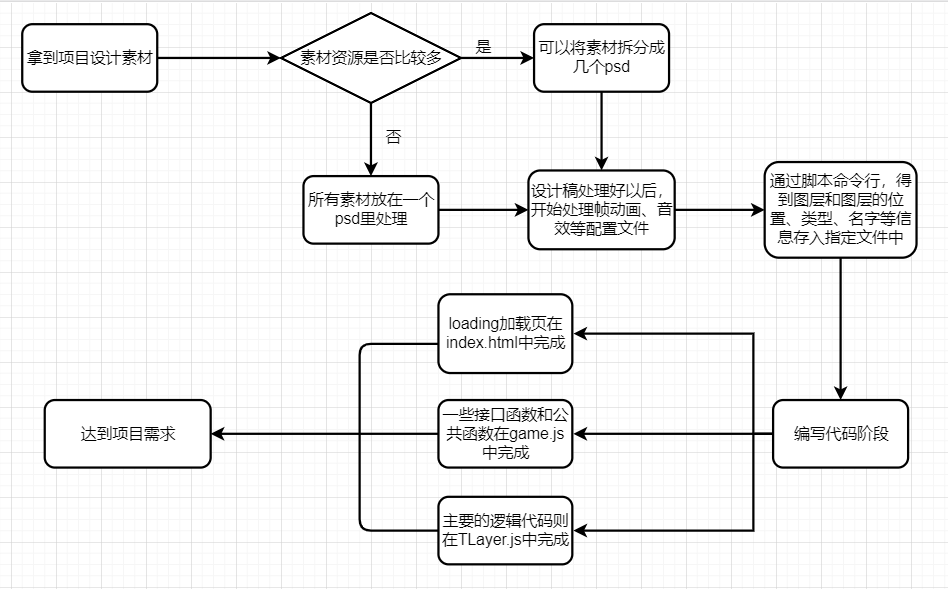 拿到项目设计素材
素材资源是否比较多
是
可以将素材拆分成
几个psd
否
所有素材放在一个
psd里处理
设计稿处理好以后，
开始处理帧动画、音
效等配置文件
通过脚本命令行，得
到图层和图层的位
置、类型、名字等信
息存入指定文件中
编写代码阶段
loading加载页在
index.html中完成
一些接口函数和公
共函数在game.js
中完成
主要的逻辑代码则
在TLayer.js中完成
达到项目需求